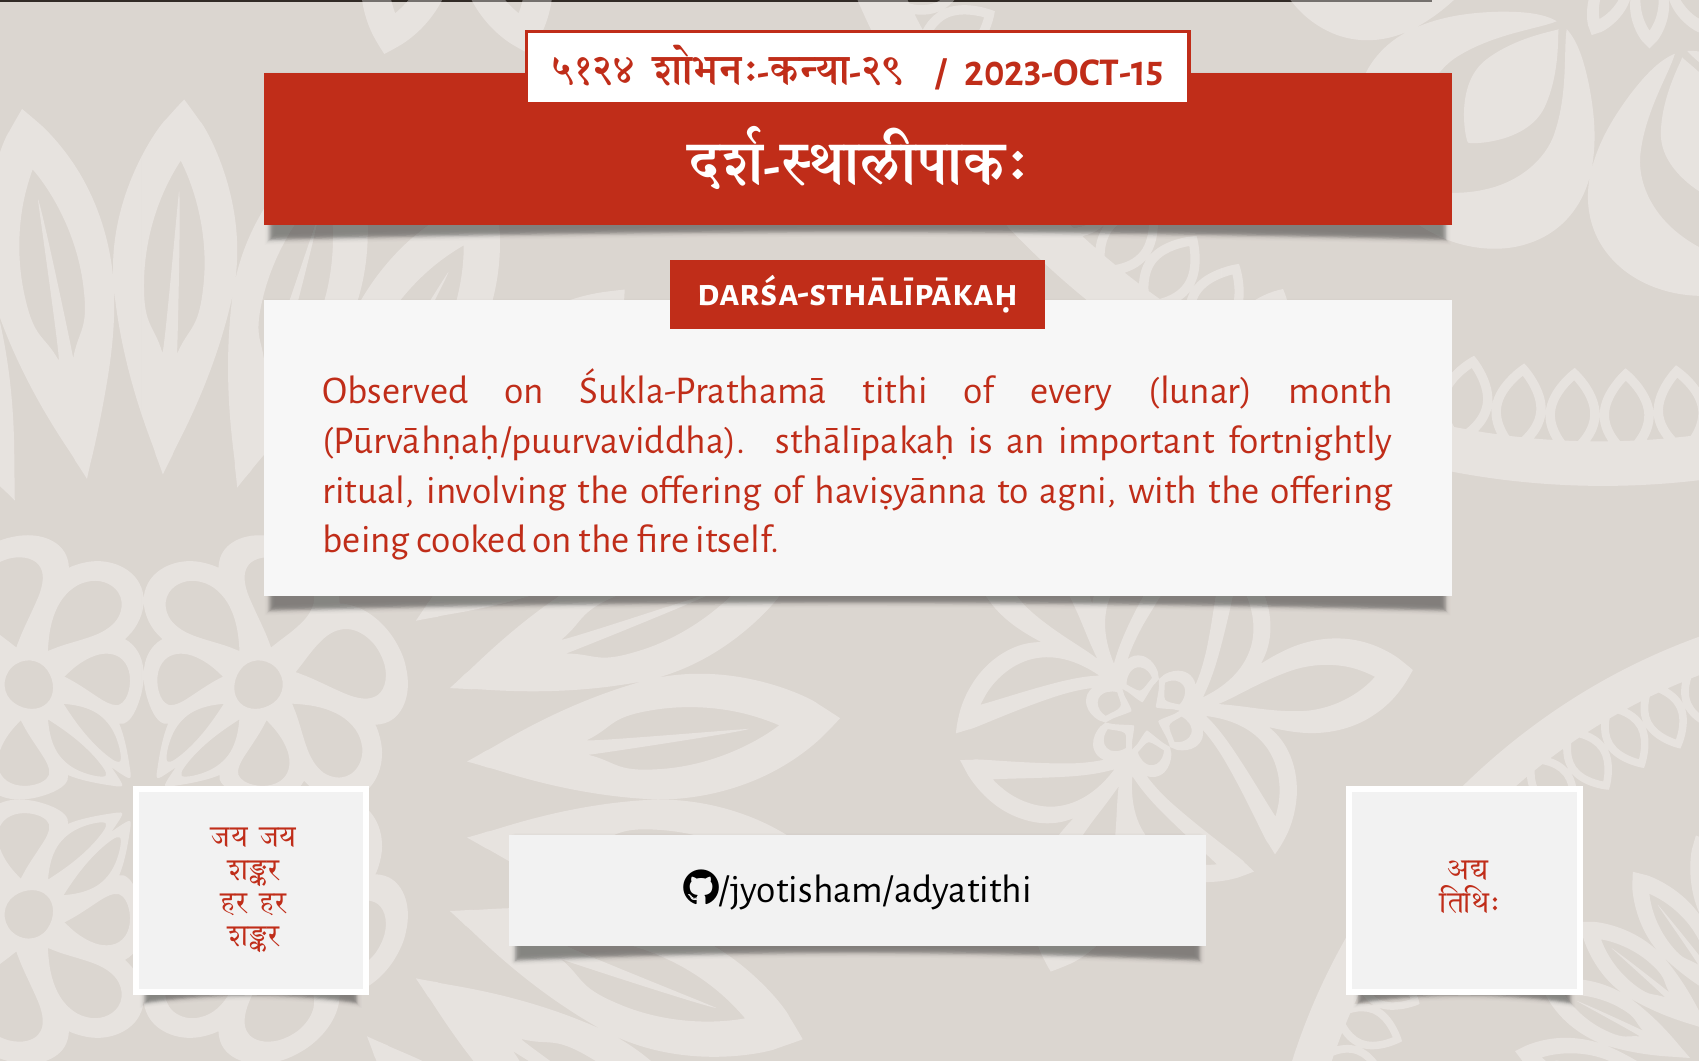 ५१२४ शोभनः-कन्या-२९ / 2023-OCT-15
दर्श-स्थालीपाकः
DARŚA-STHĀLĪPĀKAḤ
Observed on Śukla-Prathamā tithi of every (lunar) month
(Pūrvāhṇaḥ/puurvaviddha). sthālīpakaḥ is an important fortnightly
ritual, involving the offering of haviṣyānna to agni, with the offering
being cooked on the fire itself.
जय जय
शङ्कर
हर हर
शङ्कर
/jyotisham/adyatithi
अद्य
तिथिः